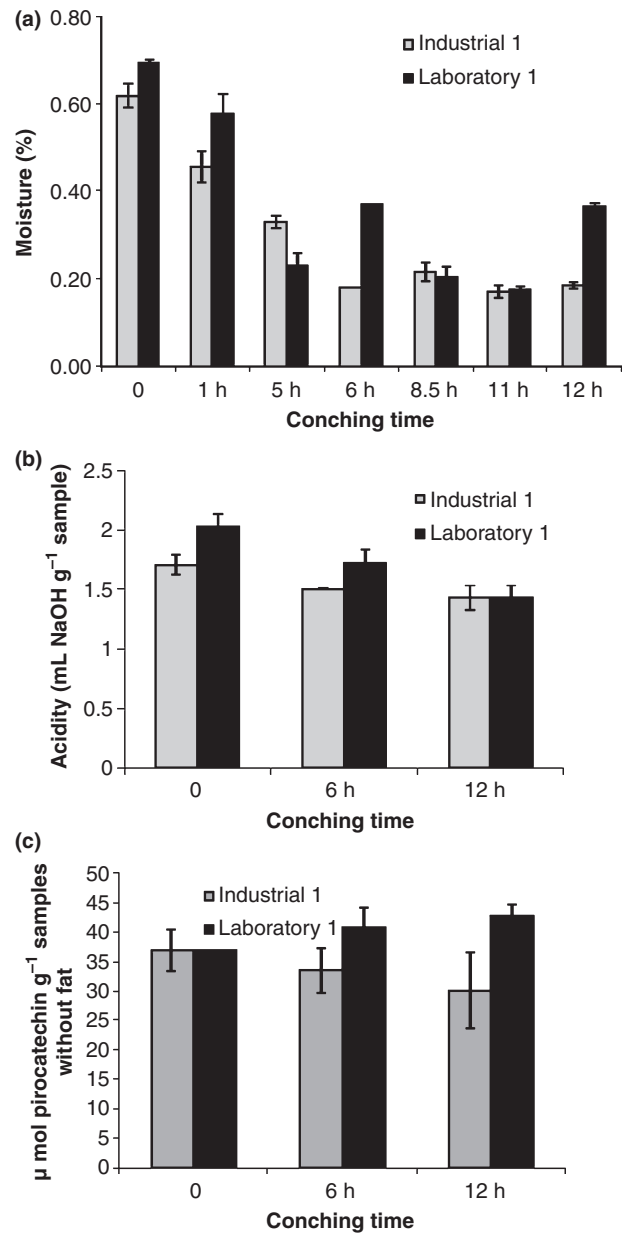 (a)
Moisture (%)
0.80
0.60
0.40
0.20
0.00
Industrial 1
Laboratory 1
0 1 h 5 h 6 h 8.5 h 11 h 12 h
Conching time
(b)
Acidity (mL NaOH g⁻¹ sample)
2.5
2
1.5
1
0.5
0
Industrial 1
Laboratory 1
0 6 h 12 h
Conching time
(c)
μ mol pirocatechin g⁻¹ samples
without fat
50
45
40
35
30
25
20
15
10
5
0
Industrial 1
Laboratory 1
0 6 h 12 h
Conching time